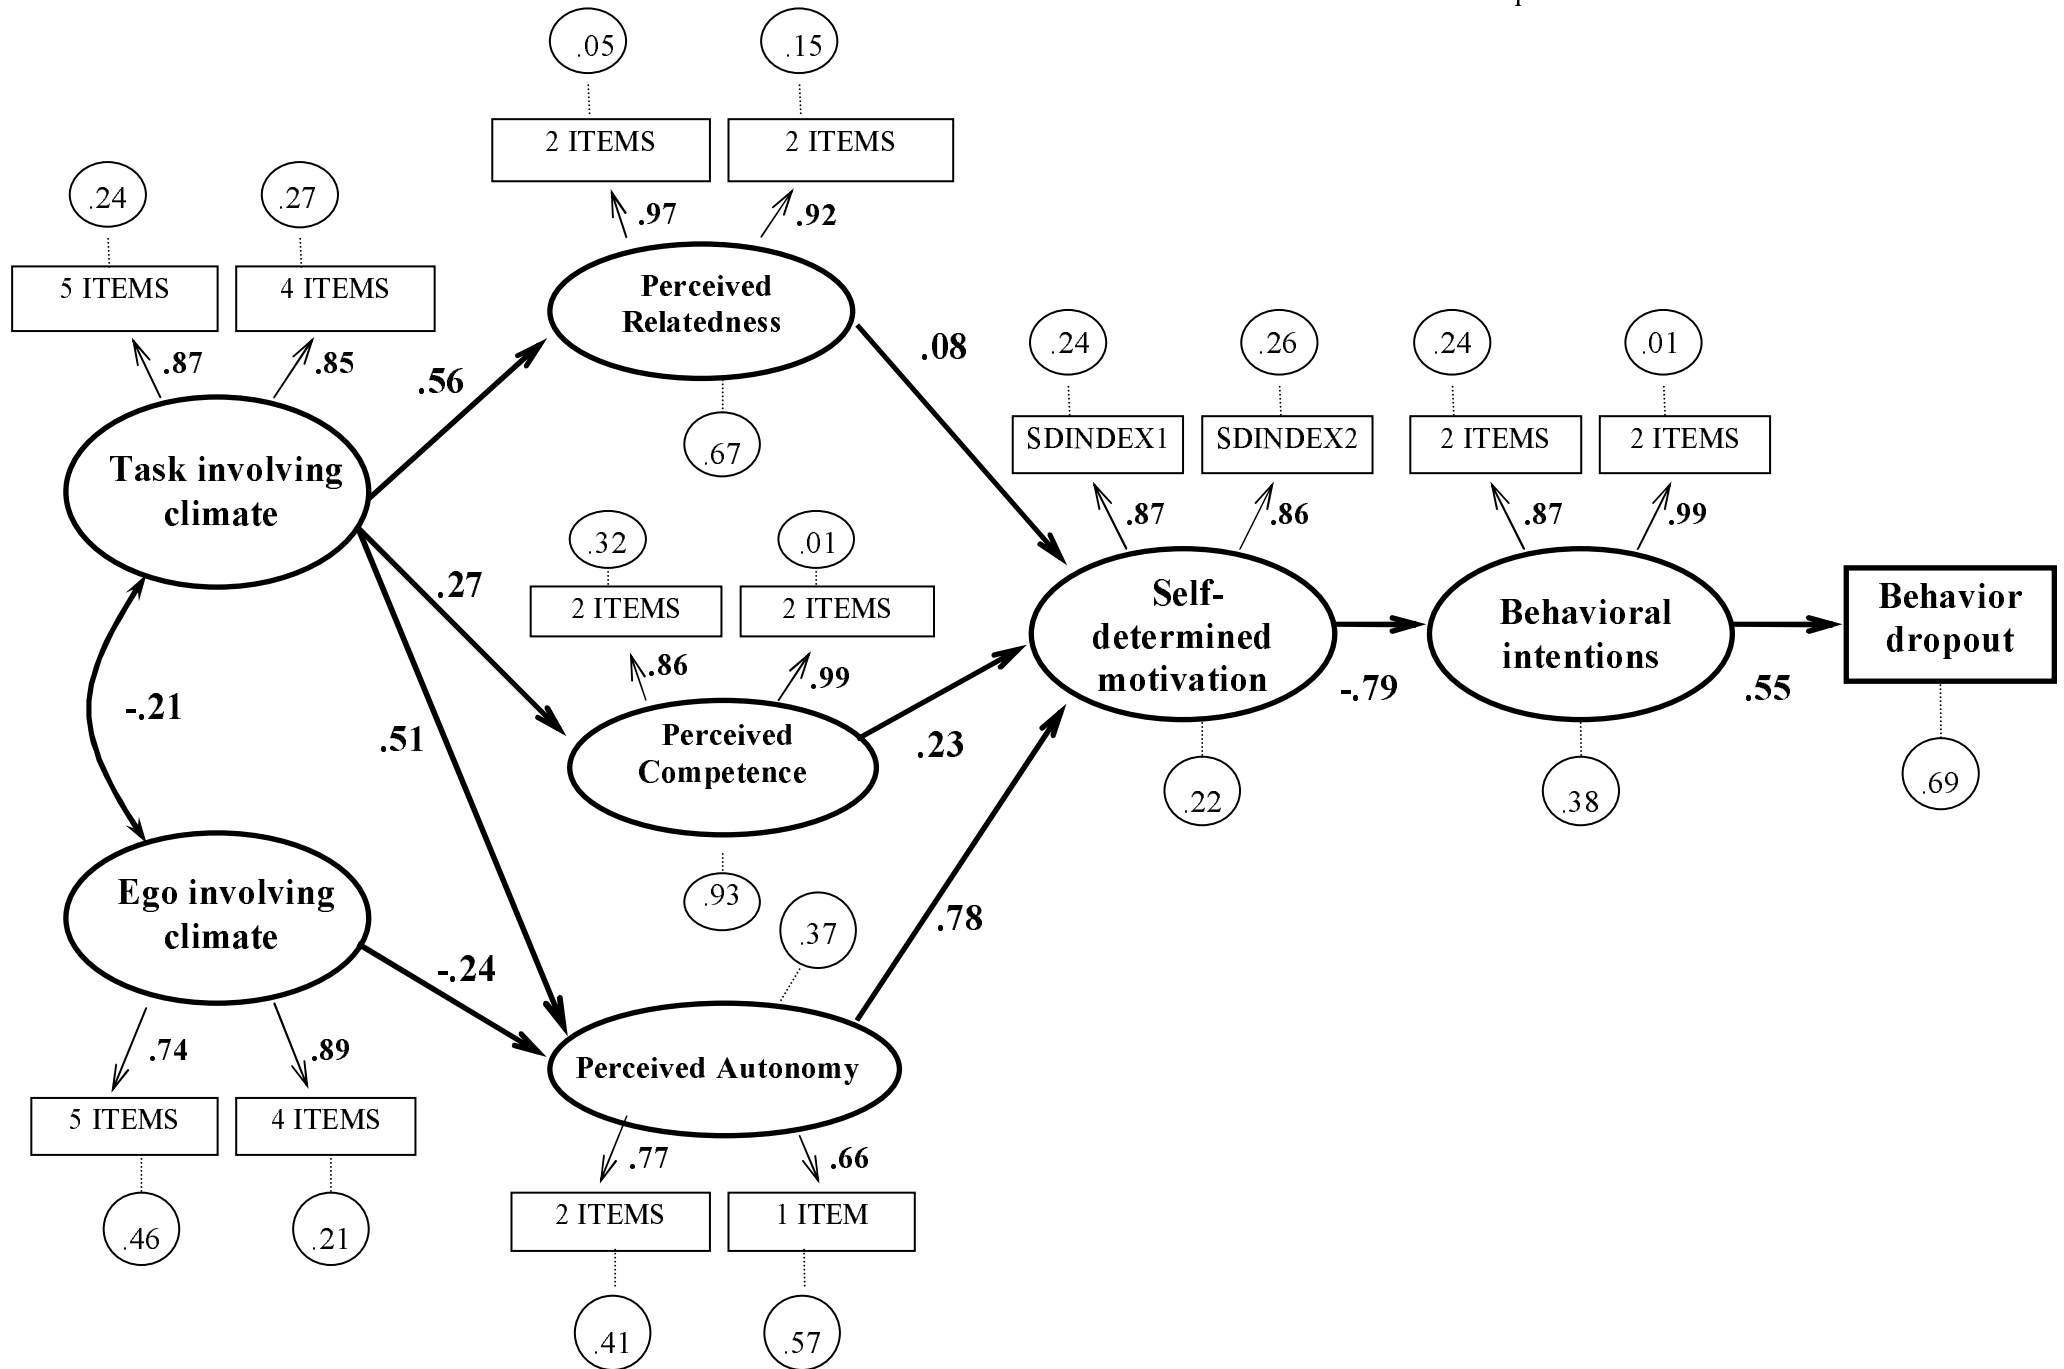 .05
.15
2 ITEMS
2 ITEMS
.24
.27
.97
.92
5 ITEMS
4 ITEMS
Perceived
Relatedness
.87
.85
.56
.08
.24
.26
.24
.01
.67
SDINDEX1
SDINDEX2
2 ITEMS
2 ITEMS
Task involving
climate
.87
.86
.87
.99
.32
.01
.27
2 ITEMS
2 ITEMS
Self-
determined
motivation
Behavioral
intentions
Behavior
dropout
.86
.99
-.79
.55
-.21
.51
Perceived
Competence
.23
.22
.38
.69
Ego involving
climate
.93
.37
.78
-.24
.74
.89
Perceived Autonomy
5 ITEMS
4 ITEMS
.77
.66
.46
.21
2 ITEMS
1 ITEM
.41
.57